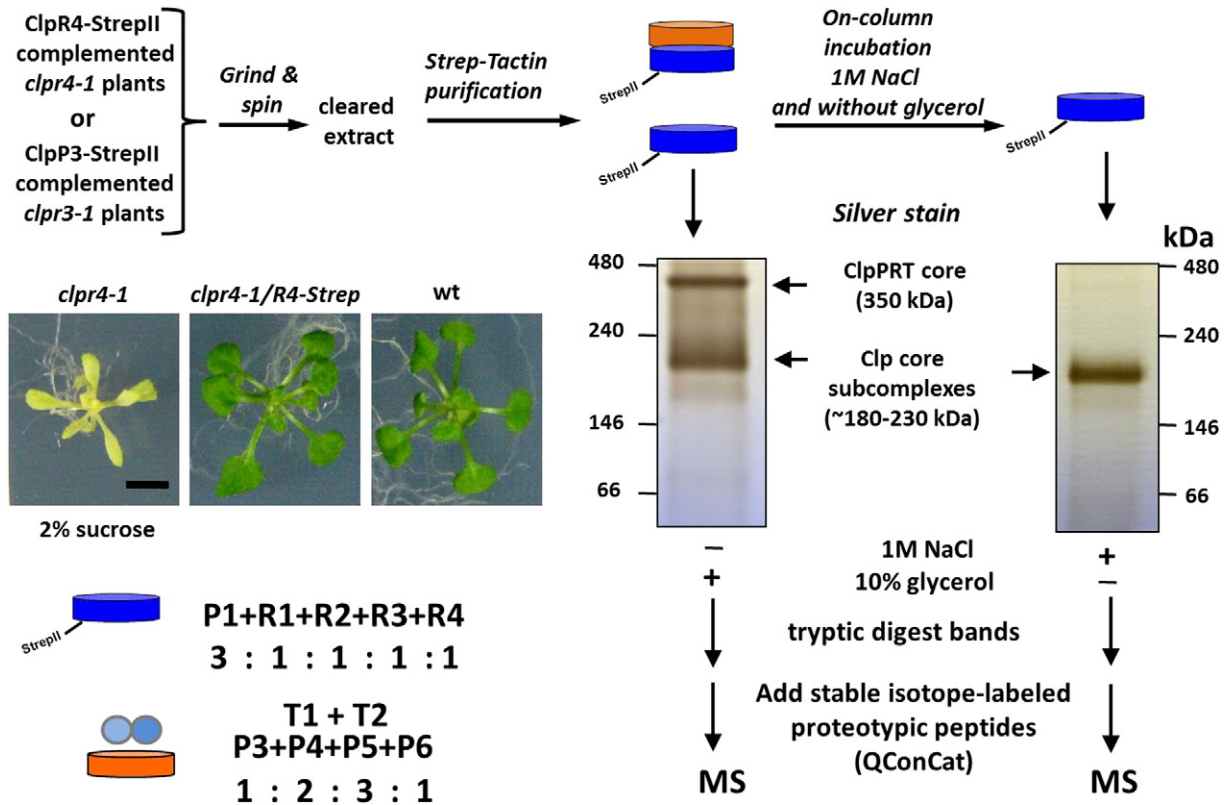 ClpR4-StrepII
complemented
clpr4-1 plants
or
ClpP3-StrepII
complemented
clpr3-1 plants
Grind &
spin
cleared
extract
Strep-Tactin
purification
StrepII
StrepII
On-column
incubation
1M NaCl
and without glycerol
StrepII
Silver stain
kDa
480
240
146
66
ClpPRT core
(350 kDa)
Clp core
subcomplexes
(~180-230 kDa)
480
240
146
66
clpr4-1
clpr4-1/R4-Strep
wt
2% sucrose
– 1M NaCl +
+ 10% glycerol –
tryptic digest bands
Add stable isotope-labeled
proteotypic peptides
(QConCat)
MS
MS
StrepII
P1+R1+R2+R3+R4
3 : 1 : 1 : 1 : 1
T1 + T2
P3+P4+P5+P6
1 : 2 : 3 : 1